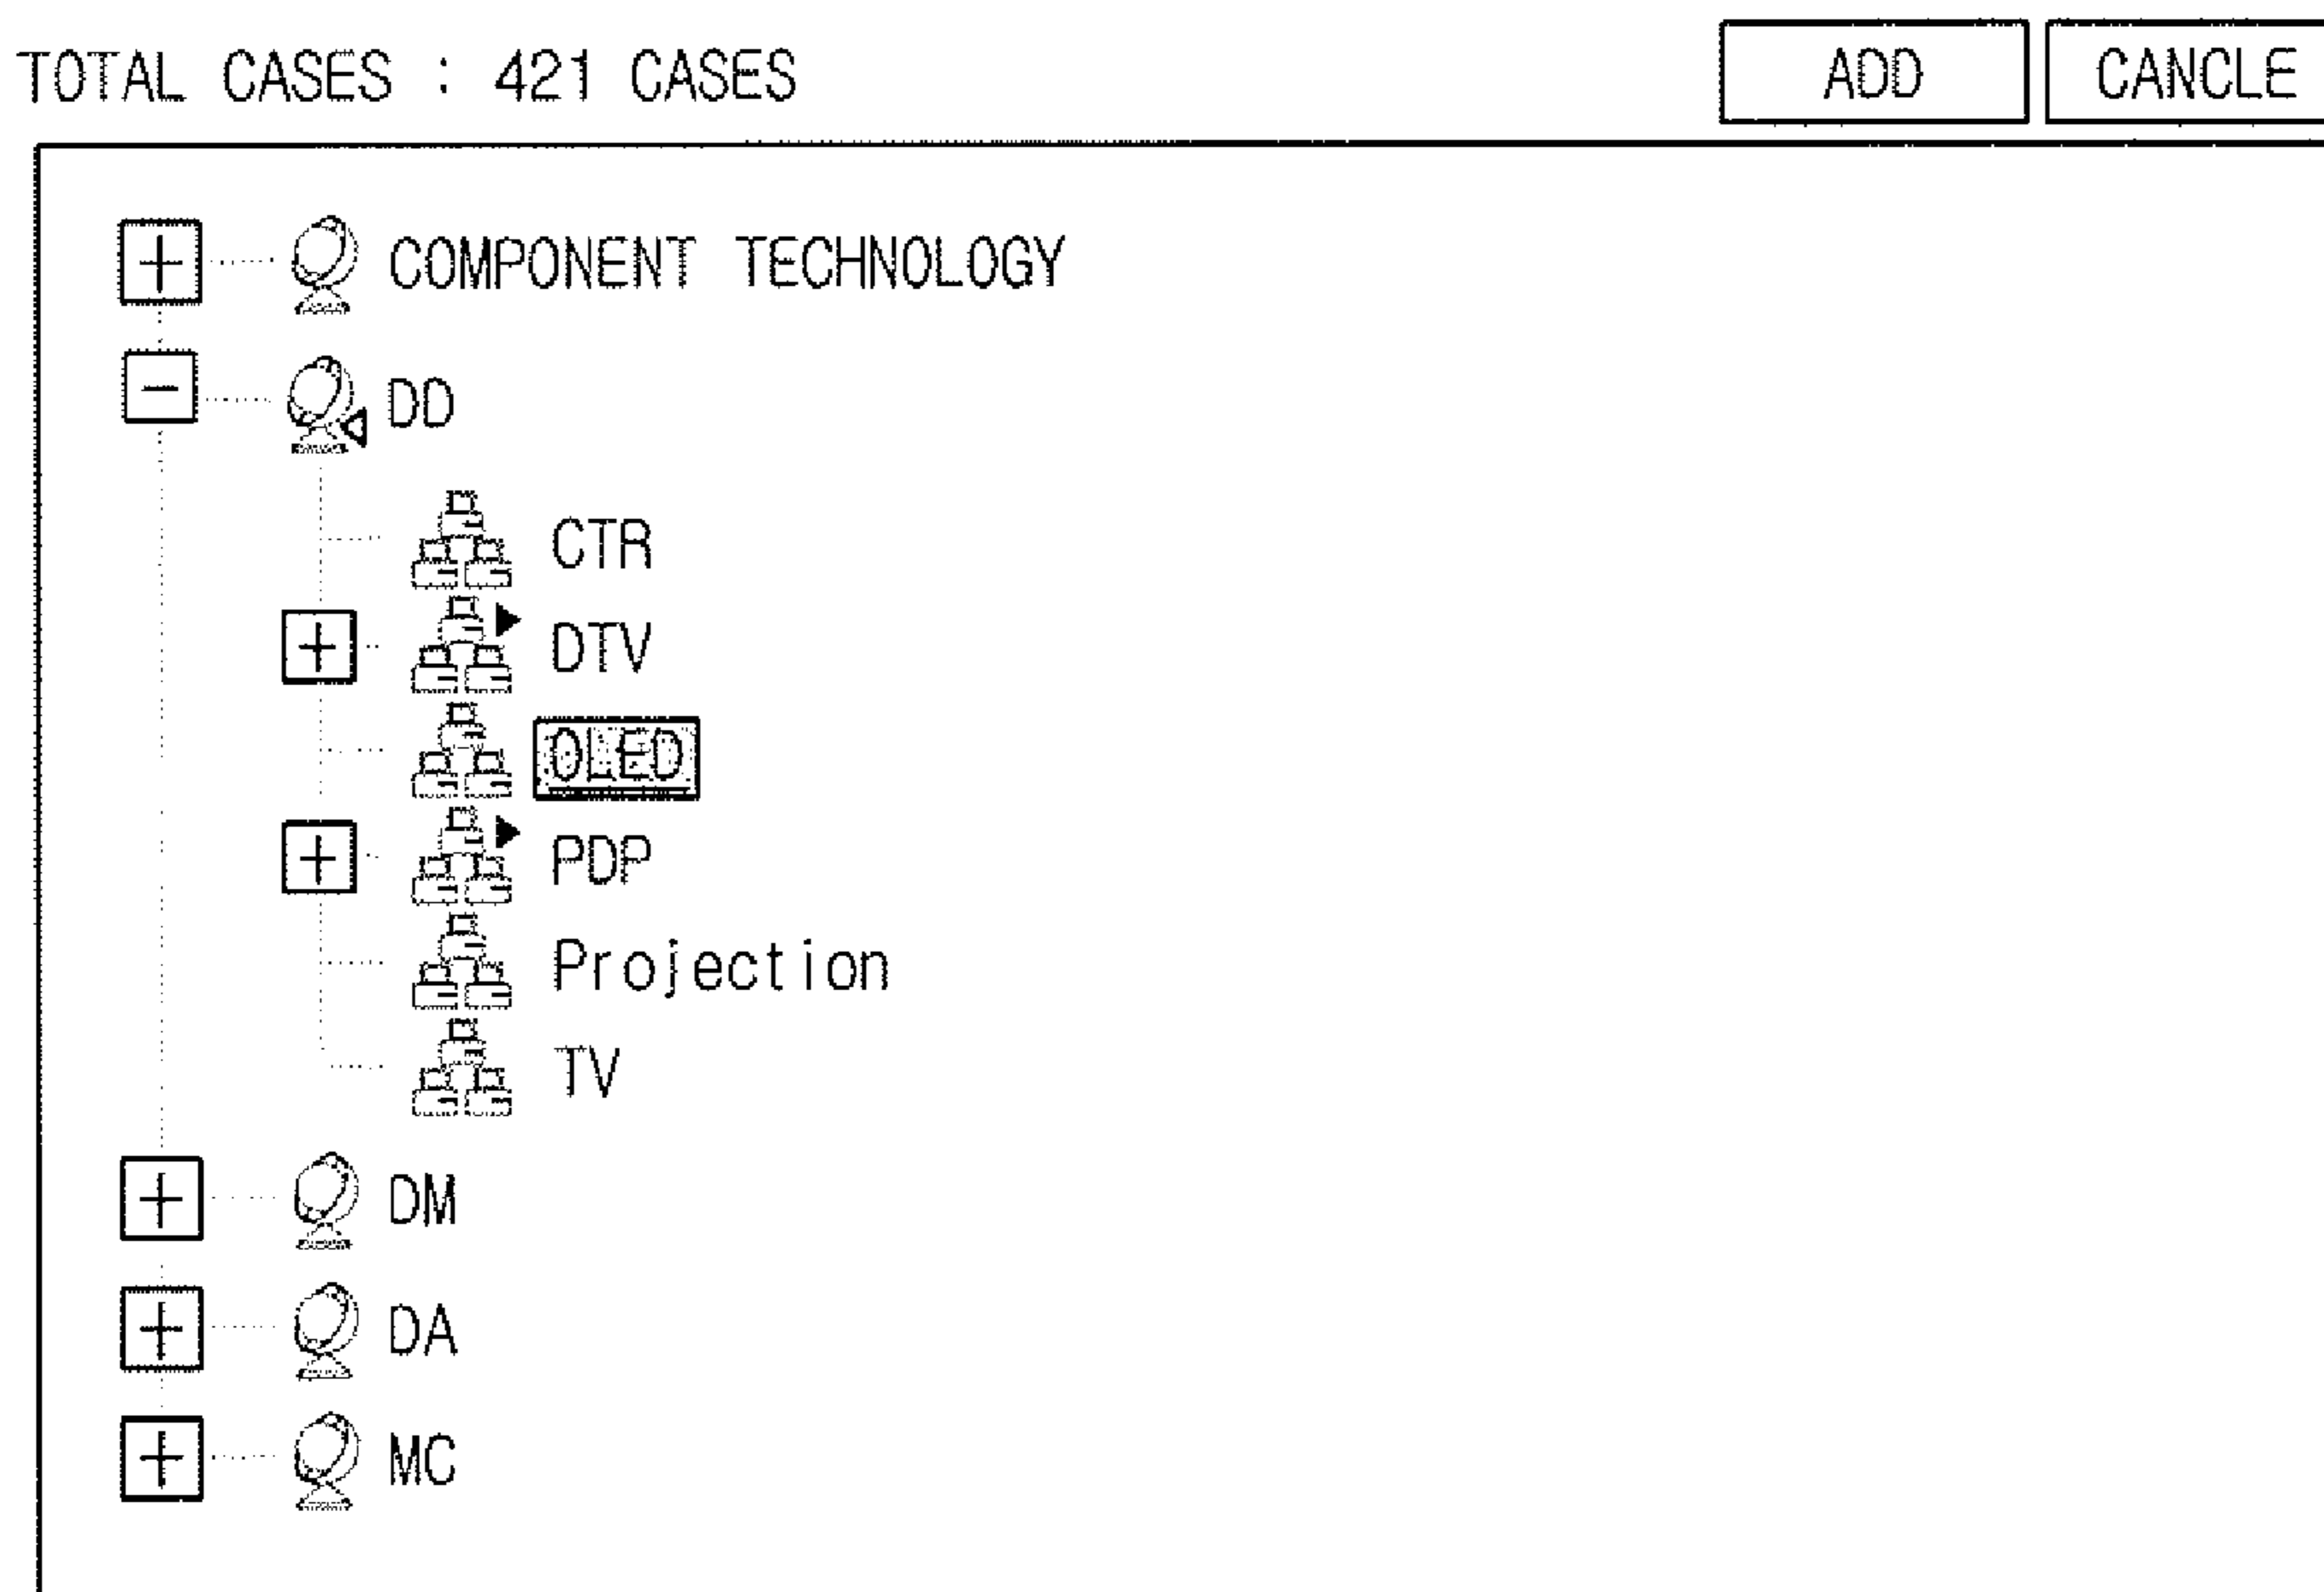 TOTAL CASES : 421 CASES ADD CANCLE
COMPONENT TECHNOLOGY
DD
CTR
DTV
OLED
PDP
Projection
TV
DM
DA
MC